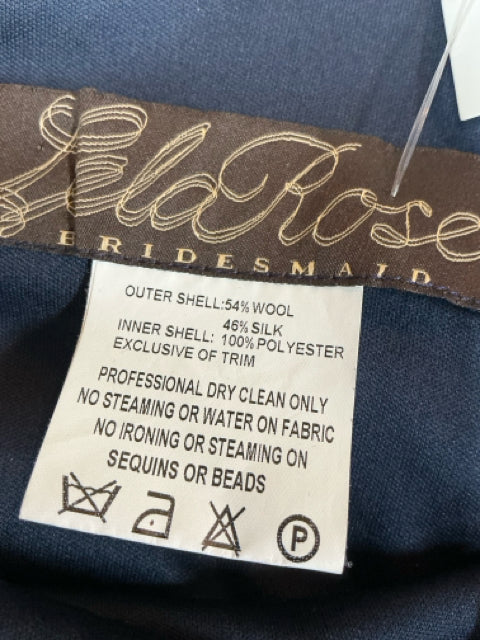 Lela Rose
BRIDESMAID
OUTER SHELL:54% WOOL
46% SILK
INNER SHELL: 100% POLYESTER
EXCLUSIVE OF TRIM
PROFESSIONAL DRY CLEAN ONLY
NO STEAMING OR WATER ON FABRIC
NO IRONING OR STEAMING ON
SEQUINS OR BEADS
P